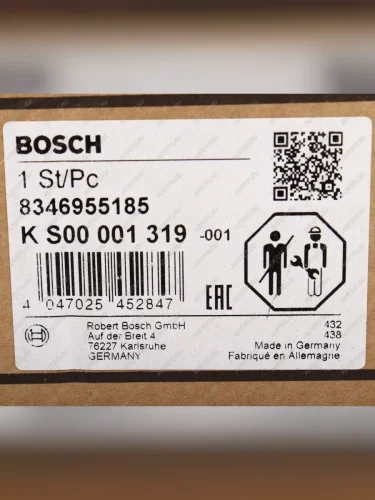 BOSCH
1 St/Pc
8346955185
K S00 001 319 -001
4 047025 452847
EAC
Robert Bosch GmbH
Auf der Breit 4
76227 Karlsruhe
GERMANY
432
438
Made in Germany
Fabriqué en Allemagne